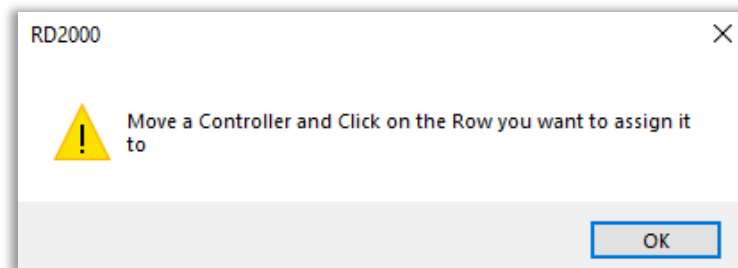 RD2000
Move a Controller and Click on the Row you want to assign it
to
OK